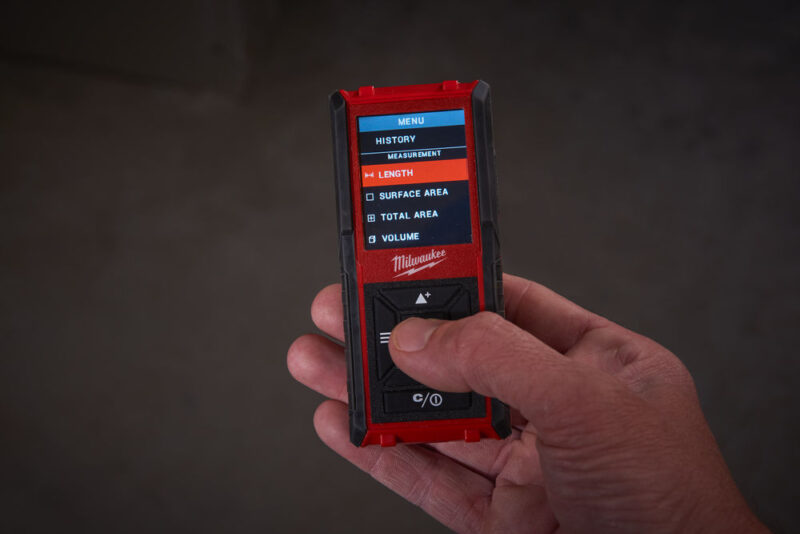 MENU
HISTORY
MEASUREMENT
LENGTH
SURFACE AREA
TOTAL AREA
VOLUME
Milwaukee
C/